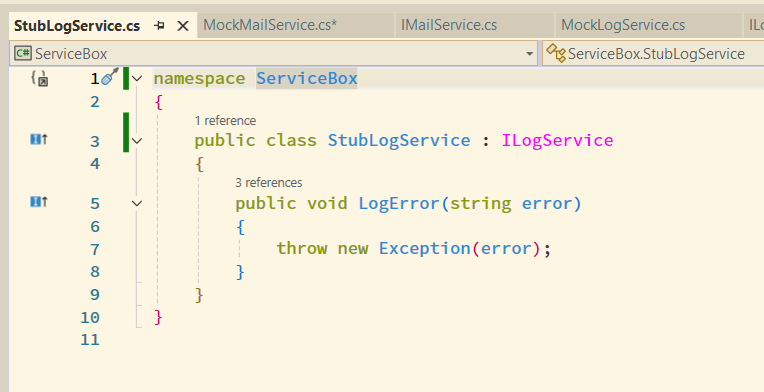 StubLogService.cs MockMailService.cs* IMailService.cs MockLogService.cs
C# ServiceBox ServiceBox.StubLogService
1 namespace ServiceBox
2 {
1 reference
3 public class StubLogService : ILogService
4 {
3 references
5 public void LogError(string error)
6 {
7 throw new Exception(error);
8 }
9 }
10 }
11